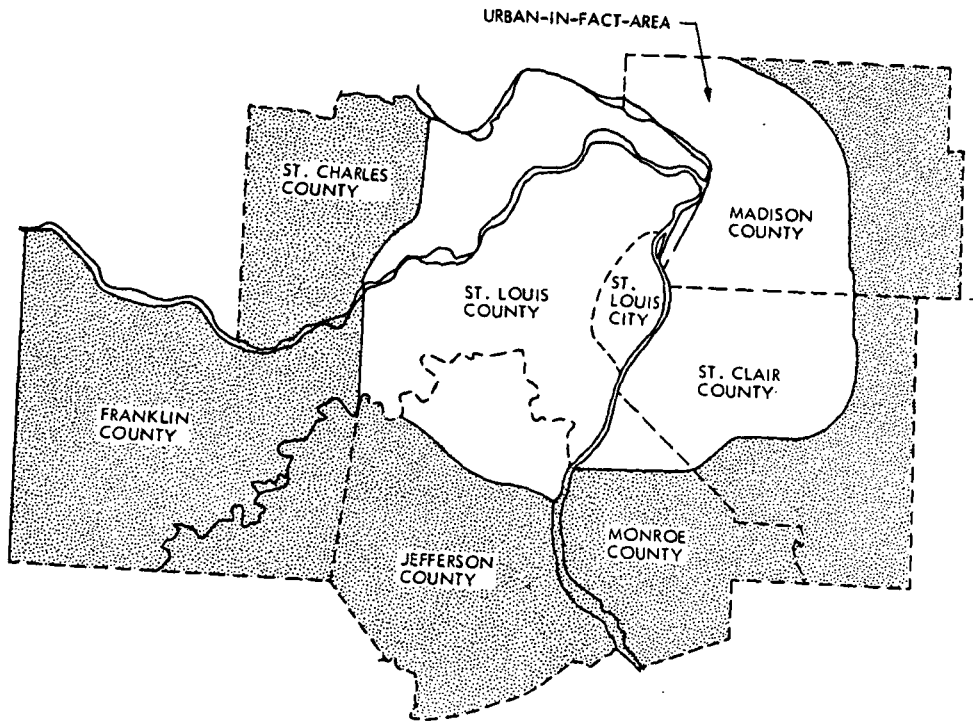 URBAN-IN-FACT-AREA
ST. CHARLES
COUNTY
MADISON
COUNTY
ST. LOUIS
COUNTY
ST.
LOUIS
CITY
ST. CLAIR
COUNTY
FRANKLIN
COUNTY
JEFFERSON
COUNTY
MONROE
COUNTY